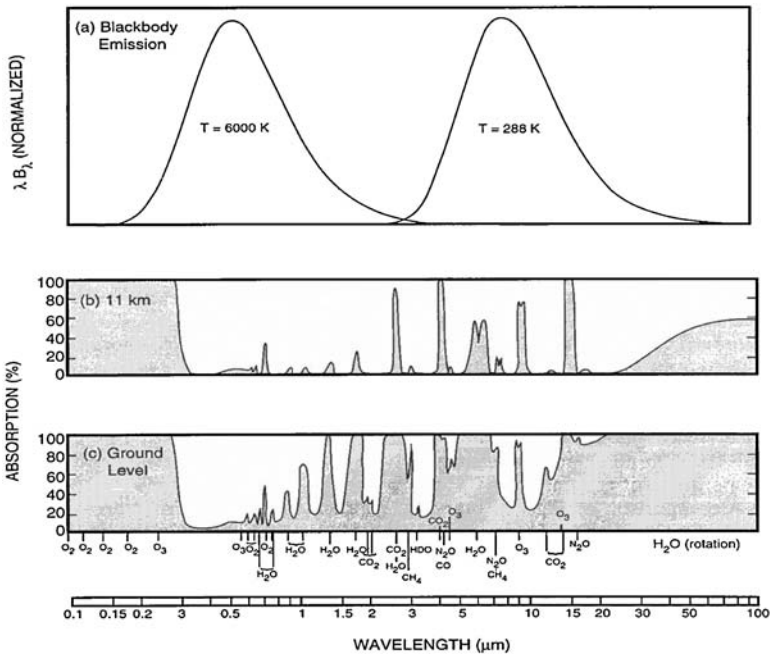 (a) Blackbody
Emission
λ Bλ (NORMALIZED)
T = 6000 K
T = 288 K
ABSORPTION (%)
100
80
60
40
20
0
(b) 11 km
100
80
60
40
20
0
(c) Ground
Level
CO₂
O₃
O₃
O₂ O₂ O₂ O₂ O₃ O₃ O₂ O₂ H₂O H₂O H₂O CO₂ HDO N₂O H₂O O₃ N₂O H₂O (rotation)
H₂O CO₂ H₂O CO N₂O CO₂
CH₄ CH₄
0.1 0.15 0.2 3 0.5 1 1.5 2 3 5 10 15 20 30 50 100
WAVELENGTH (μm)